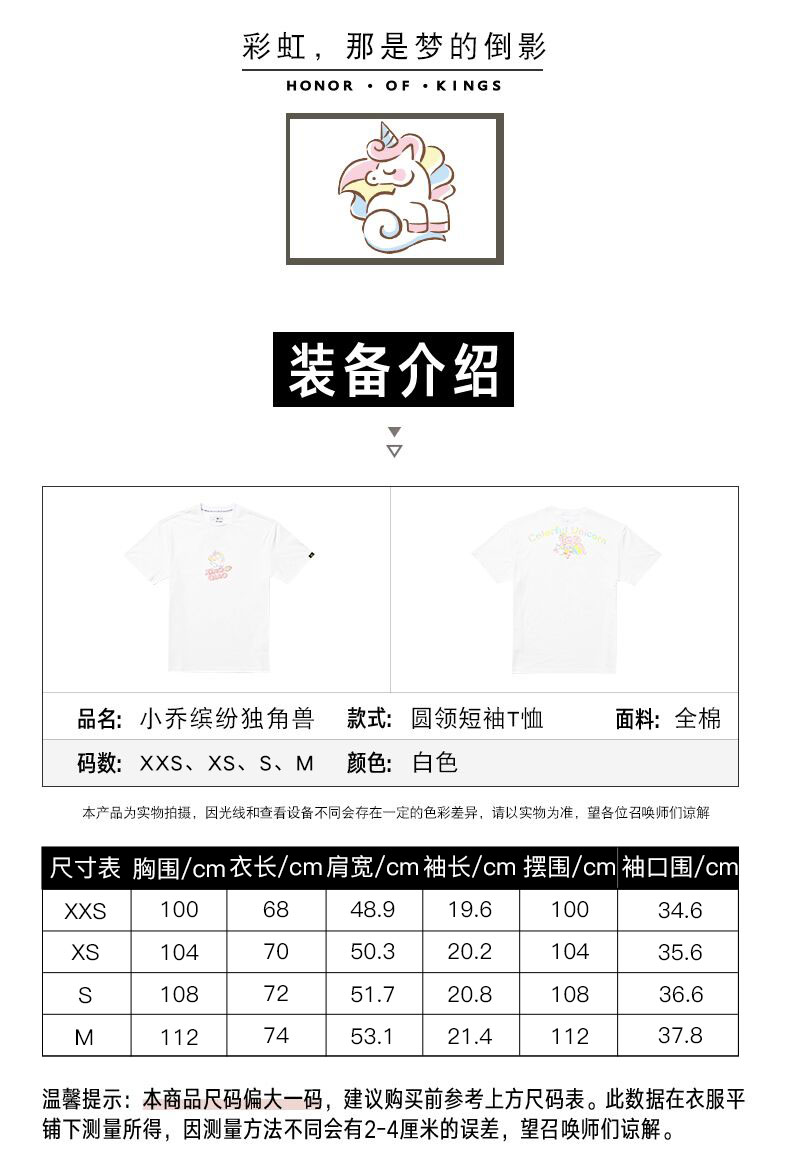 彩虹，那是梦的倒影
HONOR · OF · KINGS
装备介绍
Colorful Unicorn
品名: 小乔缤纷独角兽 款式: 圆领短袖T恤 面料: 全棉
码数: XXS、XS、S、M 颜色: 白色
本产品为实物拍摄，因光线和查看设备不同会存在一定的色彩差异，请以实物为准，望各位召唤师们谅解
尺寸表 胸围/cm 衣长/cm 肩宽/cm 袖长/cm 摆围/cm 袖口围/cm
XXS 100 68 48.9 19.6 100 34.6
XS 104 70 50.3 20.2 104 35.6
S 108 72 51.7 20.8 108 36.6
M 112 74 53.1 21.4 112 37.8
温馨提示：本商品尺码偏大一码，建议购买前参考上方尺码表。此数据在衣服平
铺下测量所得，因测量方法不同会有2-4厘米的误差，望召唤师们谅解。